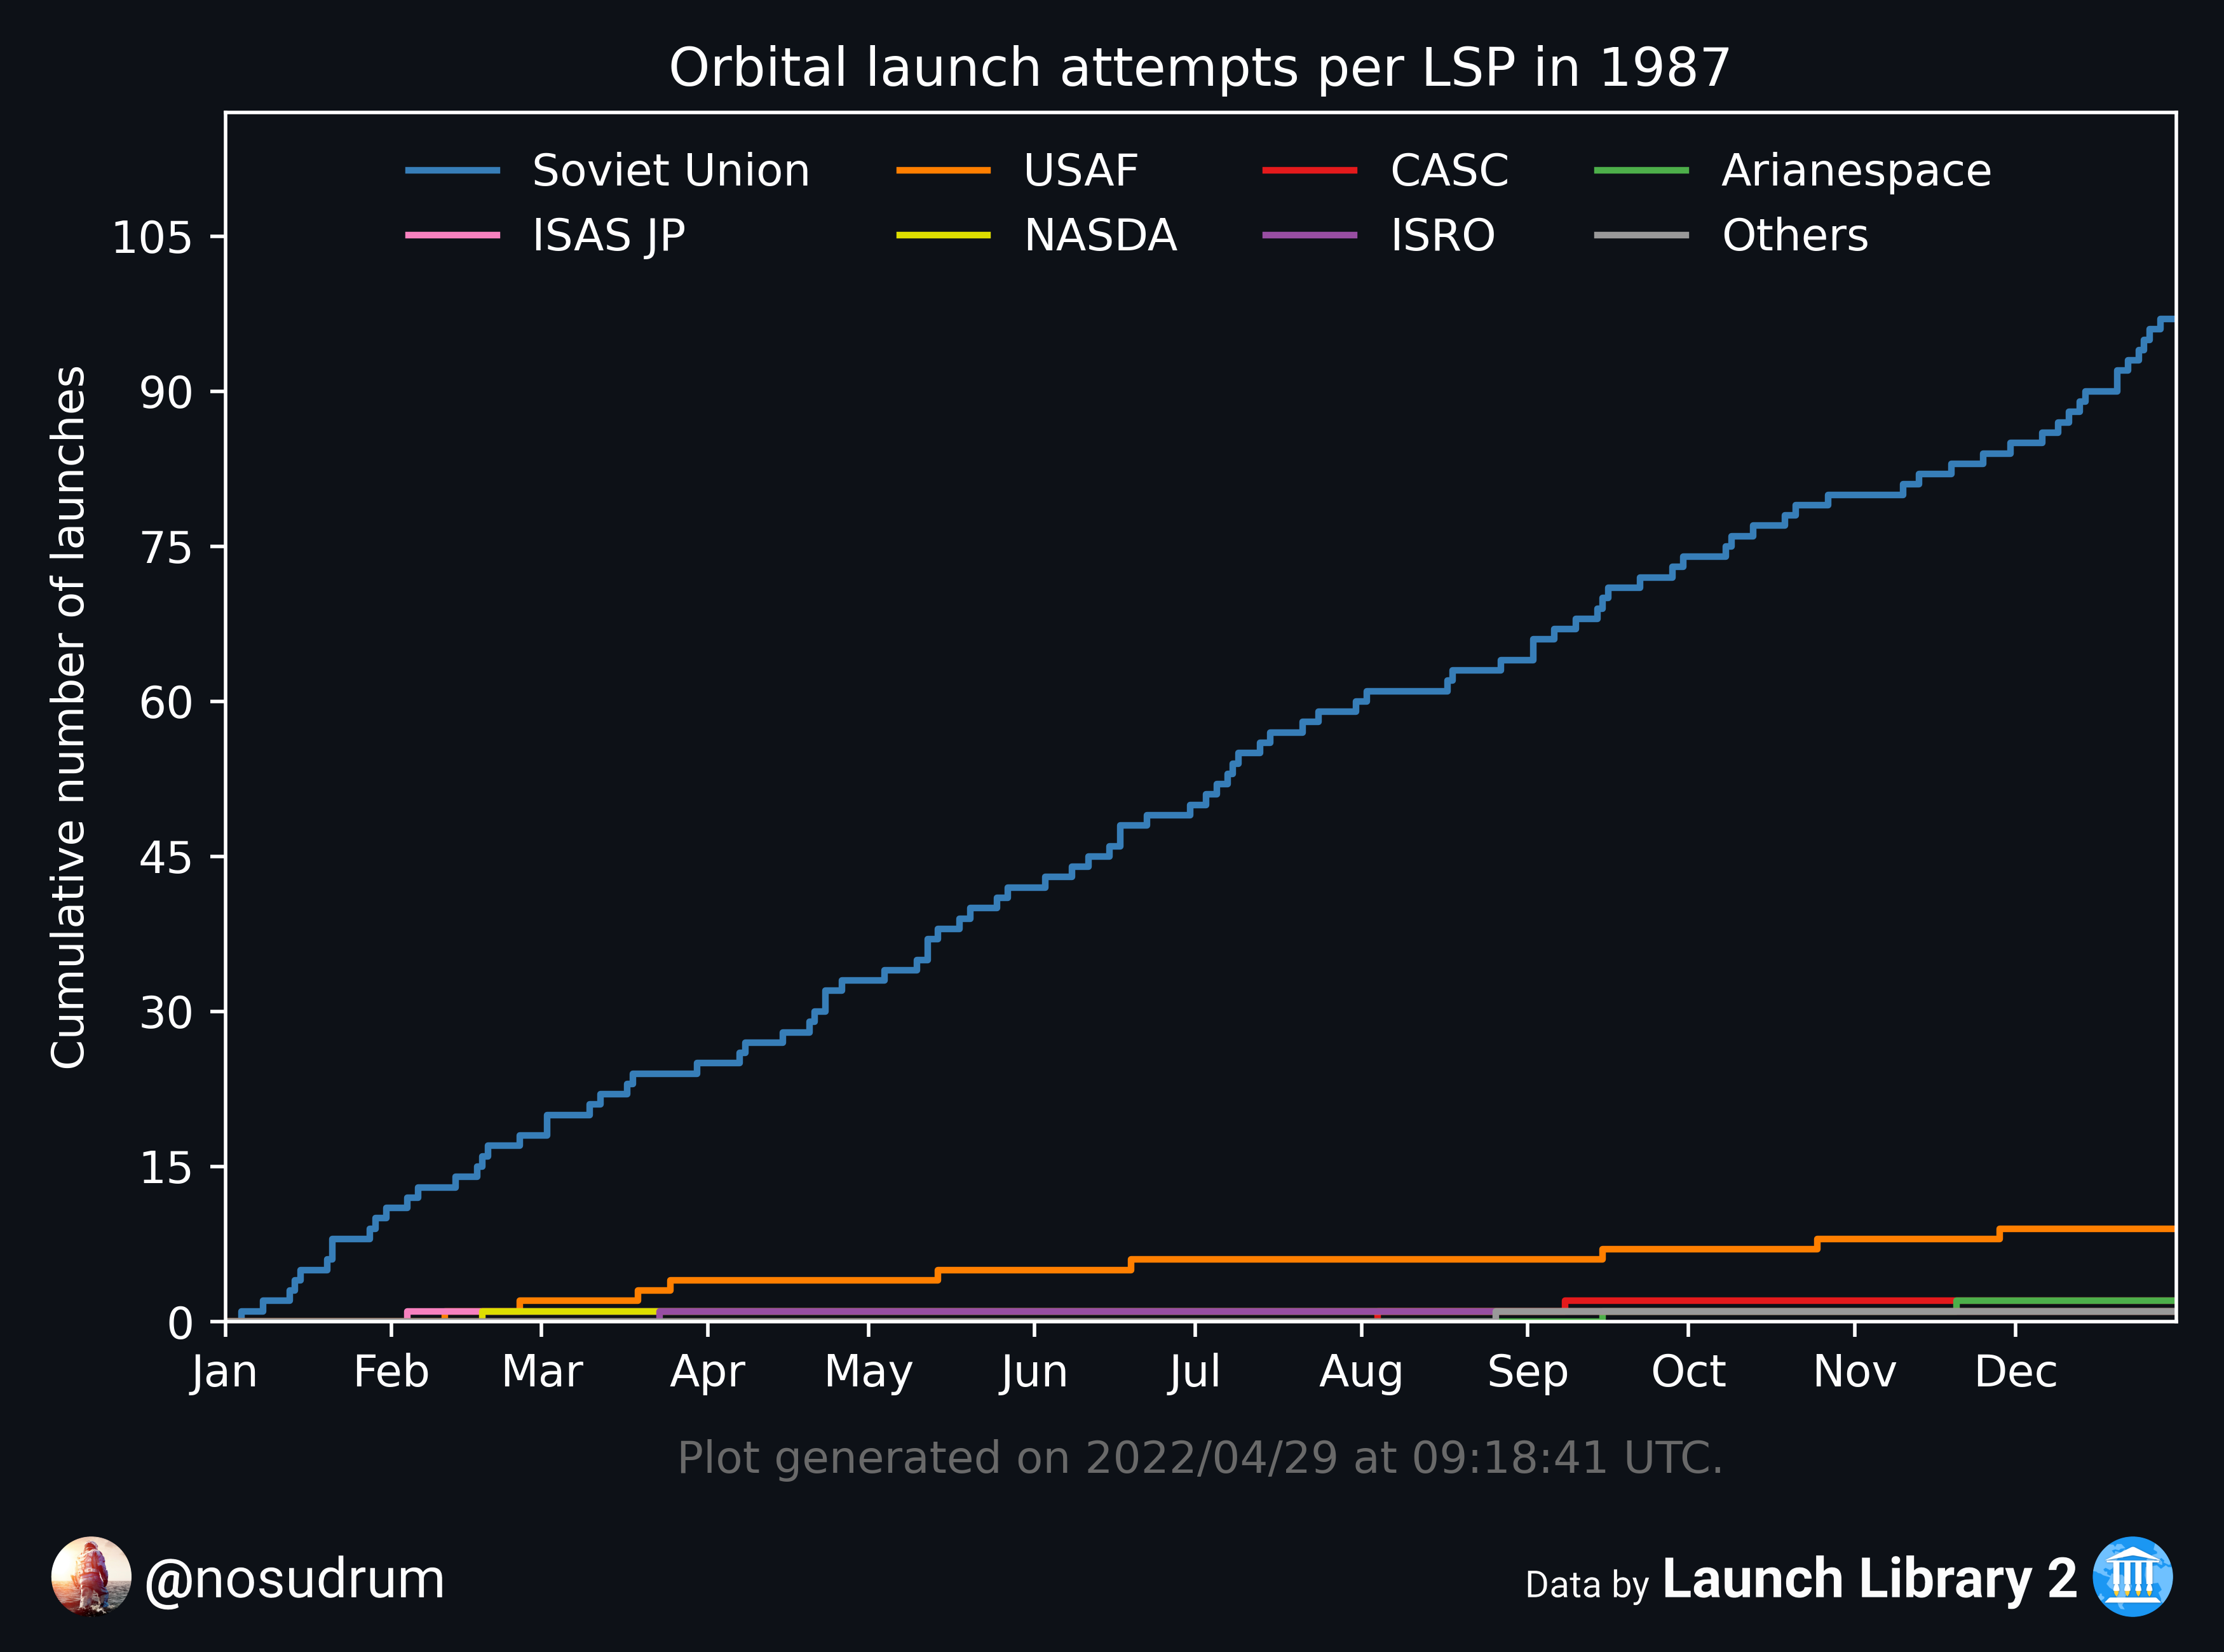 Orbital launch attempts per LSP in 1987
Soviet Union USAF CASC Arianespace
ISAS JP NASDA ISRO Others
Cumulative number of launches
105
90
75
60
45
30
15
0
Jan Feb Mar Apr May Jun Jul Aug Sep Oct Nov Dec
Plot generated on 2022/04/29 at 09:18:41 UTC.
@nosudrum
Data by Launch Library 2